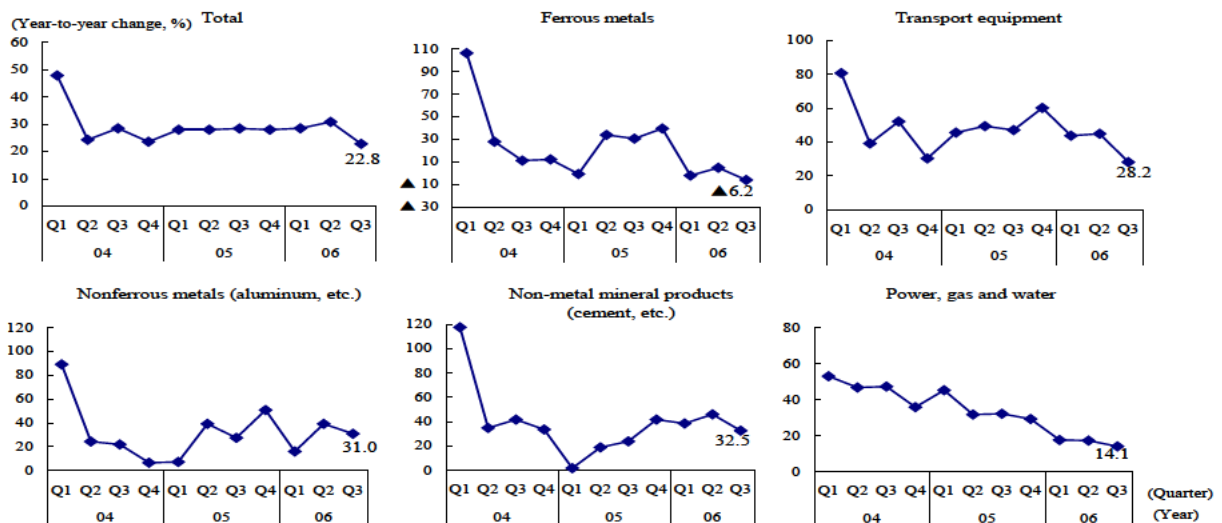 Total
(Year-to-year change, %)
60
50
40
30
20
10
0
22.8
Q1 Q2 Q3 Q4 Q1 Q2 Q3 Q4 Q1 Q2 Q3
04 05 06
Ferrous metals
110
90
70
50
30
10
▲ 10
▲ 30
▲ 6.2
Q1 Q2 Q3 Q4 Q1 Q2 Q3 Q4 Q1 Q2 Q3
04 05 06
Transport equipment
100
80
60
40
20
0
28.2
Q1 Q2 Q3 Q4 Q1 Q2 Q3 Q4 Q1 Q2 Q3
04 05 06
Nonferrous metals (aluminum, etc.)
120
100
80
60
40
20
0
31.0
Q1 Q2 Q3 Q4 Q1 Q2 Q3 Q4 Q1 Q2 Q3
04 05 06
Non-metal mineral products
(cement, etc.)
120
100
80
60
40
20
0
32.5
Q1 Q2 Q3 Q4 Q1 Q2 Q3 Q4 Q1 Q2 Q3
04 05 06
Power, gas and water
80
60
40
20
0
14.1
Q1 Q2 Q3 Q4 Q1 Q2 Q3 Q4 Q1 Q2 Q3 (Quarter)
04 05 06 (Year)